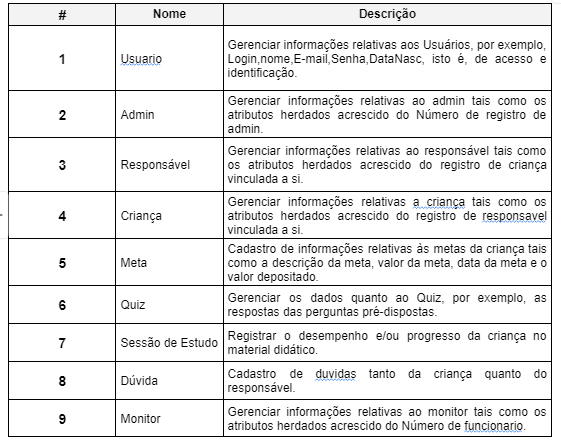 # Nome Descrição
1 Usuario Gerenciar informações relativas aos Usuários, por exemplo,
Login,nome,E-mail,Senha,DataNasc, isto é, de acesso e
identificação.
2 Admin Gerenciar informações relativas ao admin tais como os
atributos herdados acrescido do Número de registro de
admin.
3 Responsável Gerenciar informações relativas ao responsável tais como
os atributos herdados acrescido do registro de criança
vinculada a si.
4 Criança Gerenciar informações relativas a criança tais como os
atributos herdados acrescido do registro de responsavel
vinculada a si.
5 Meta Cadastro de informações relativas às metas da criança tais
como a descrição da meta, valor da meta, data da meta e o
valor depositado.
6 Quiz Gerenciar os dados quanto ao Quiz, por exemplo, as
respostas das perguntas pré-dispostas.
7 Sessão de Estudo Registrar o desempenho e/ou progresso da criança no
material didático.
8 Dúvida Cadastro de duvidas tanto da criança quanto do
responsável.
9 Monitor Gerenciar informações relativas ao monitor tais como os
atributos herdados acrescido do Número de funcionario.